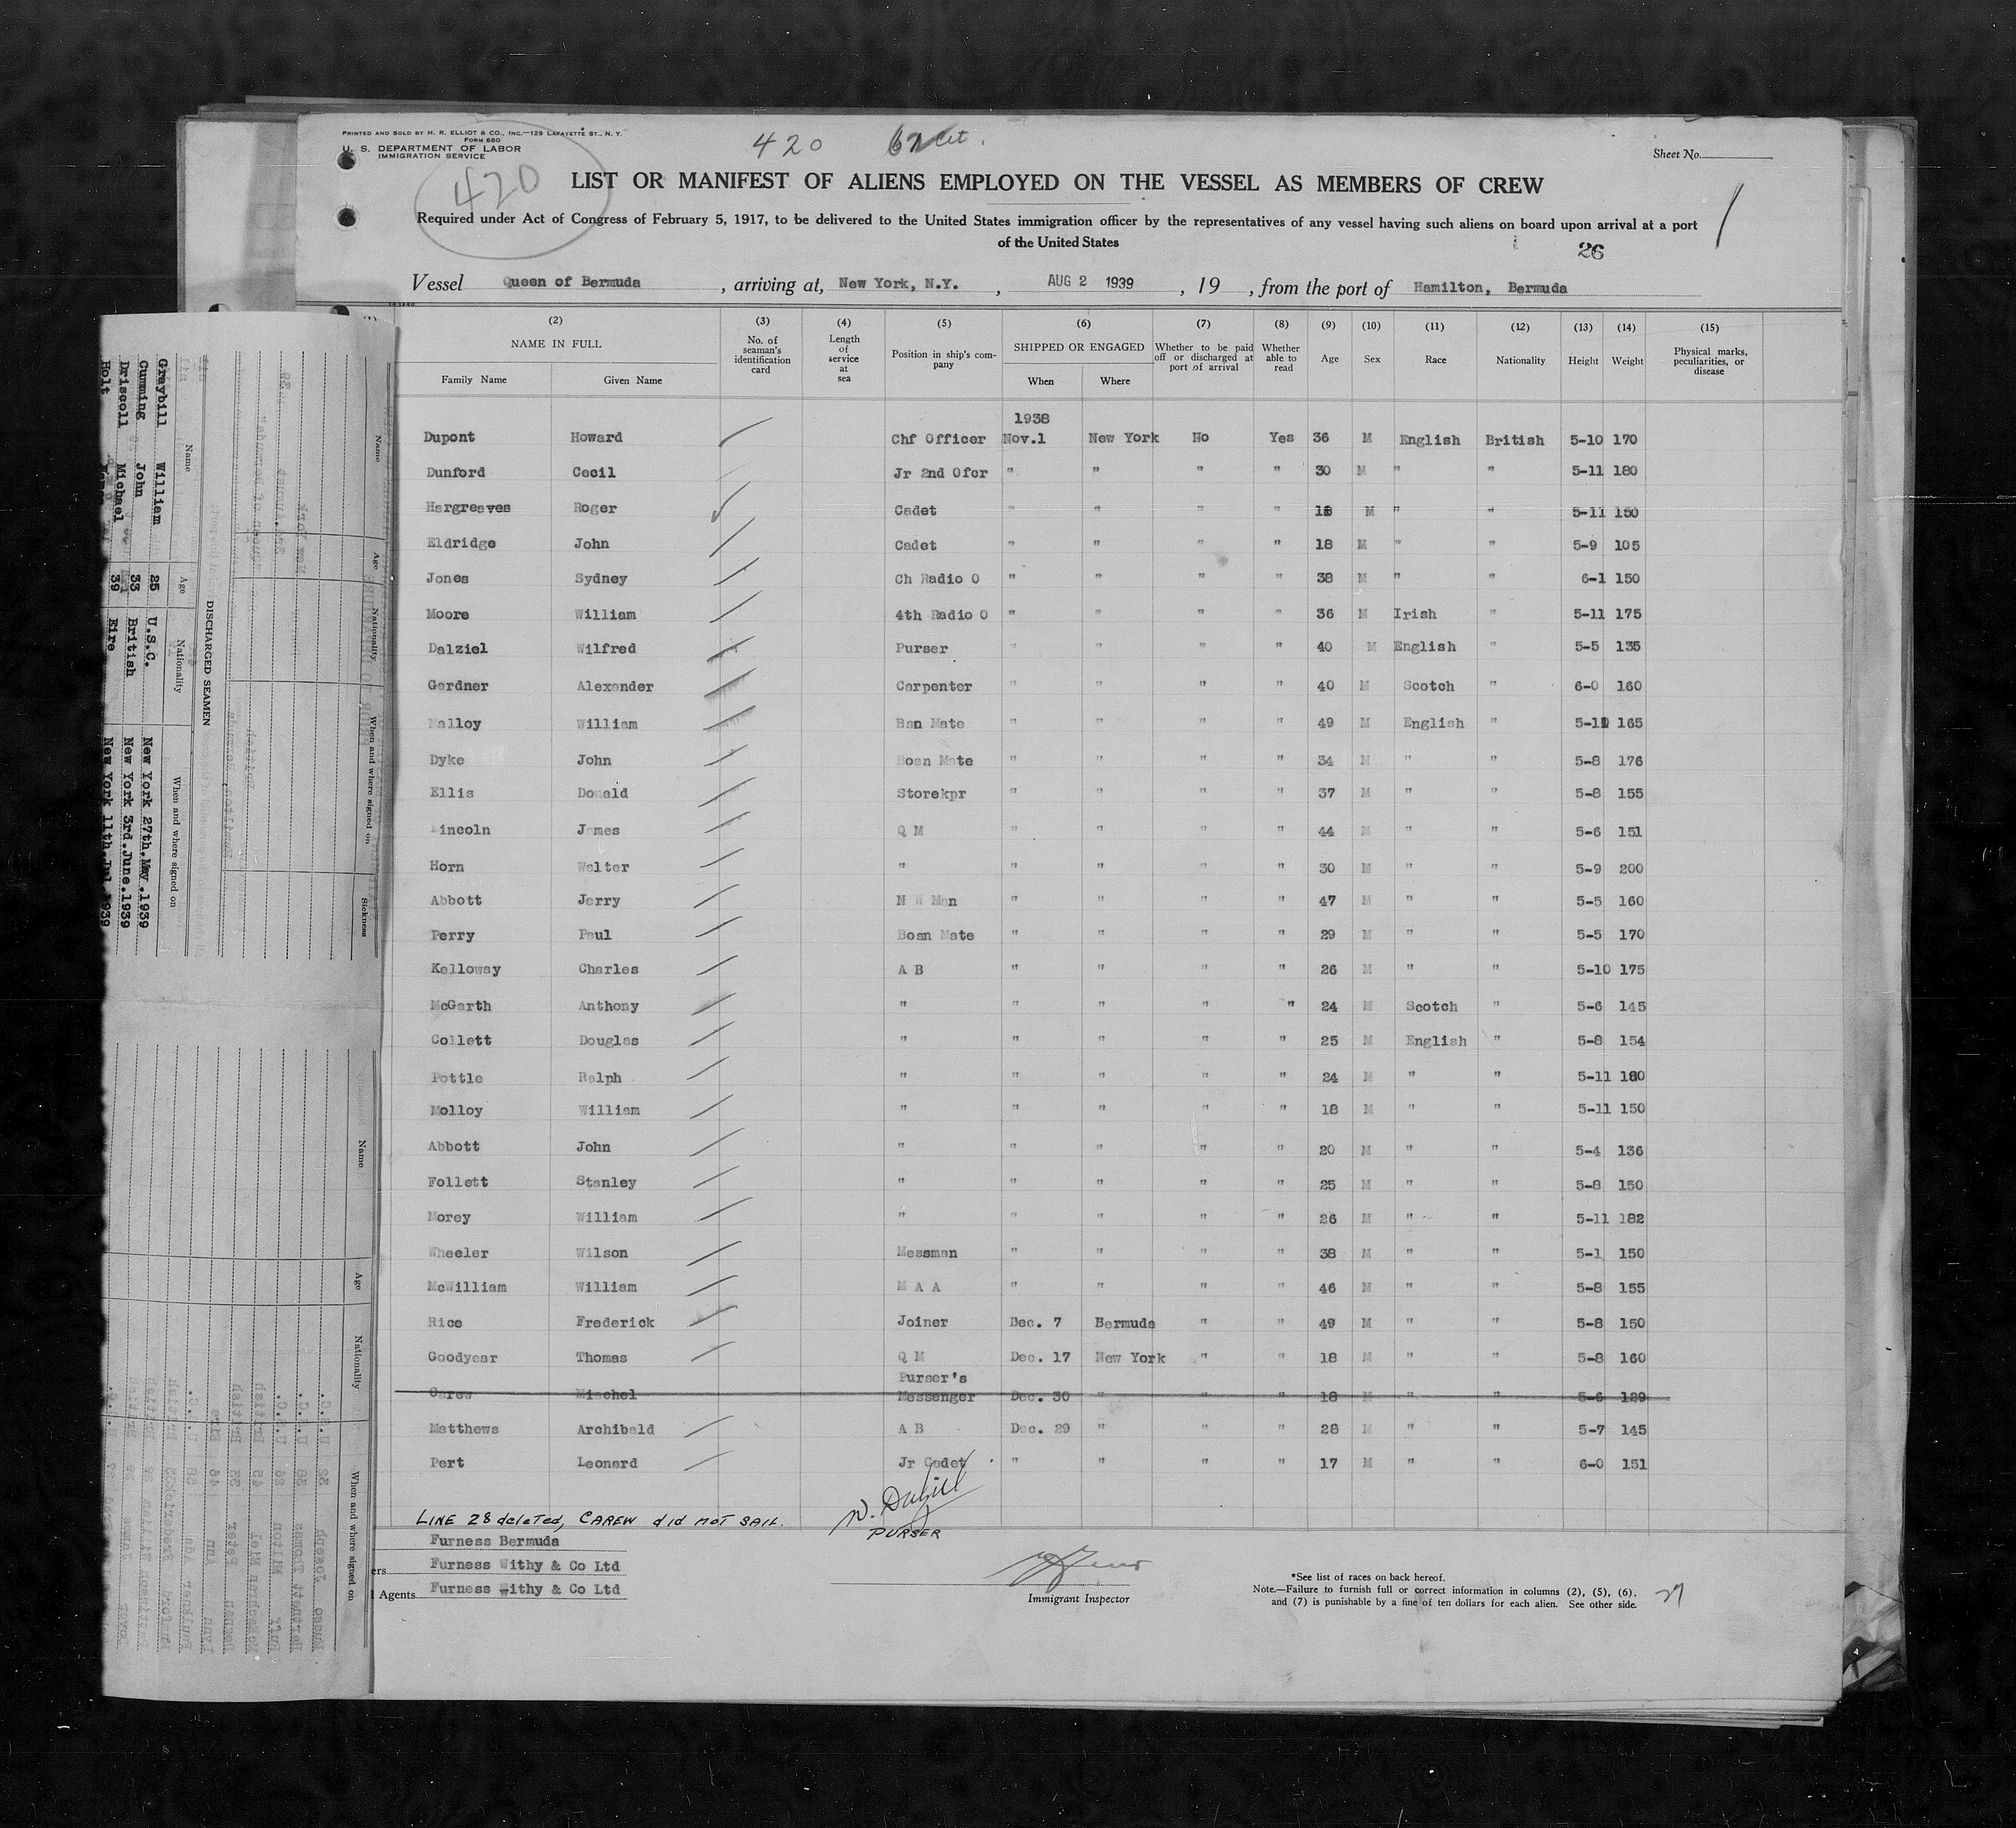 PRINTED AND SOLD BY H. R. ELLIOT & CO., INC.—129 LAFAYETTE ST., N. Y.
FORM 680
U. S. DEPARTMENT OF LABOR
IMMIGRATION SERVICE
420
420
Sheet No.
LIST OR MANIFEST OF ALIENS EMPLOYED ON THE VESSEL AS MEMBERS OF CREW
Required under Act of Congress of February 5, 1917, to be delivered to the United States immigration officer by the representatives of any vessel having such aliens on board upon arrival at a port
of the United States
26
Vessel Queen of Bermuda, arriving at, New York, N.Y., AUG 2 1939, 19 , from the port of Hamilton, Bermuda
(2) (3) (4) (5) (6) (7) (8) (9) (10) (11) (12) (13) (14) (15)
NAME IN FULL No. of seaman's identification card Length of service at sea Position in ship's company SHIPPED OR ENGAGED Whether to be paid off or discharged at port of arrival Whether able to read Age Sex Race Nationality Height Weight Physical marks, peculiarities, or disease
Family Name Given Name When Where
1938
Dupont Howard Chf Officer Nov.1 New York No Yes 36 M English British 5-10 170
Dunford Cecil Jr 2nd Ofcr " " " " 30 M " " 5-11 180
Hargreaves Roger Cadet " " " " M " " 5-11 150
Eldridge John Cadet " " " " 18 M " " 5-9 105
Jones Sydney Ch Radio O " " " " 38 M " " 6-1 150
Moore William 4th Radio O " " " " 36 M Irish " 5-11 175
Dalziel Wilfred Purser " " " " 40 M English " 5-5 135
Gardner Alexander Carpenter " " " " 40 M Scotch " 6-0 160
Malloy William Bsn Mate " " " " 49 M English " 165
Dyke John Bosn Mate " " " " 34 M " " 5-8 176
Ellis Donald Storekpr " " " " 37 M " " 5-8 155
Lincoln James Q M " " " " 44 M " " 5-6 151
Horn Walter " " " " " 30 M " " 5-9 200
Abbott Jerry N W Man " " " " 47 M " " 5-5 160
Perry Paul Bosn Mate " " " " 29 M " " 5-5 170
Kelloway Charles A B " " " " 26 M " " 5-10 175
McGarth Anthony " " " " " 24 M Scotch " 5-6 145
Collett Douglas " " " " " 25 M English " 5-8 154
Pottle Ralph " " " " " 24 M " " 5-11
Molloy William " " " " " 18 M " " 5-11 150
Abbott John " " " " " 20 M " " 5-4 136
Follett Stanley " " " " " 25 M " " 5-8 150
Morey William " " " " " 26 M " " 5-11 182
Wheeler Wilson Messman " " " " 38 M " " 5-1 150
McWilliam William M A A " " " " 46 M " " 5-8 155
Rice Frederick Joiner Dec. 7 Bermuda " " 49 M " " 5-8 150
Goodyear Thomas Q M Dec. 17 New York " " 18 M " " 5-8 160
Purser's
Carew Miachel Messenger Dec. 30 " " " 18 M " " 5-6 129
Matthews Archibald A B Dec. 29 " " " 28 M " " 5-7 145
Pert Leonard Jr Cadet " " " " 17 M " " 6-0 151
LINE 28 deleted, CAREW did not SAIL.
PURSER
Furness Bermuda
ers Furness Withy & Co Ltd
l Agents Furness Withy & Co Ltd
Immigrant Inspector
*See list of races on back hereof.
Note.—Failure to furnish full or correct information in columns (2), (5), (6),
and (7) is punishable by a fine of ten dollars for each alien. See other side.
DISCHARGED SEAMEN
Name Age Nationality When and where signed on
Graybill William 25 U.S.C. New York 27th.May.1939
Cumming John 33 British New York 3rd.June.1939
Driscoll Michael 39 Eire New York 11th.Jul.1939
Holt
Name Age Nationality When and where signed on Sickness
Name Age Nationality When and where signed on